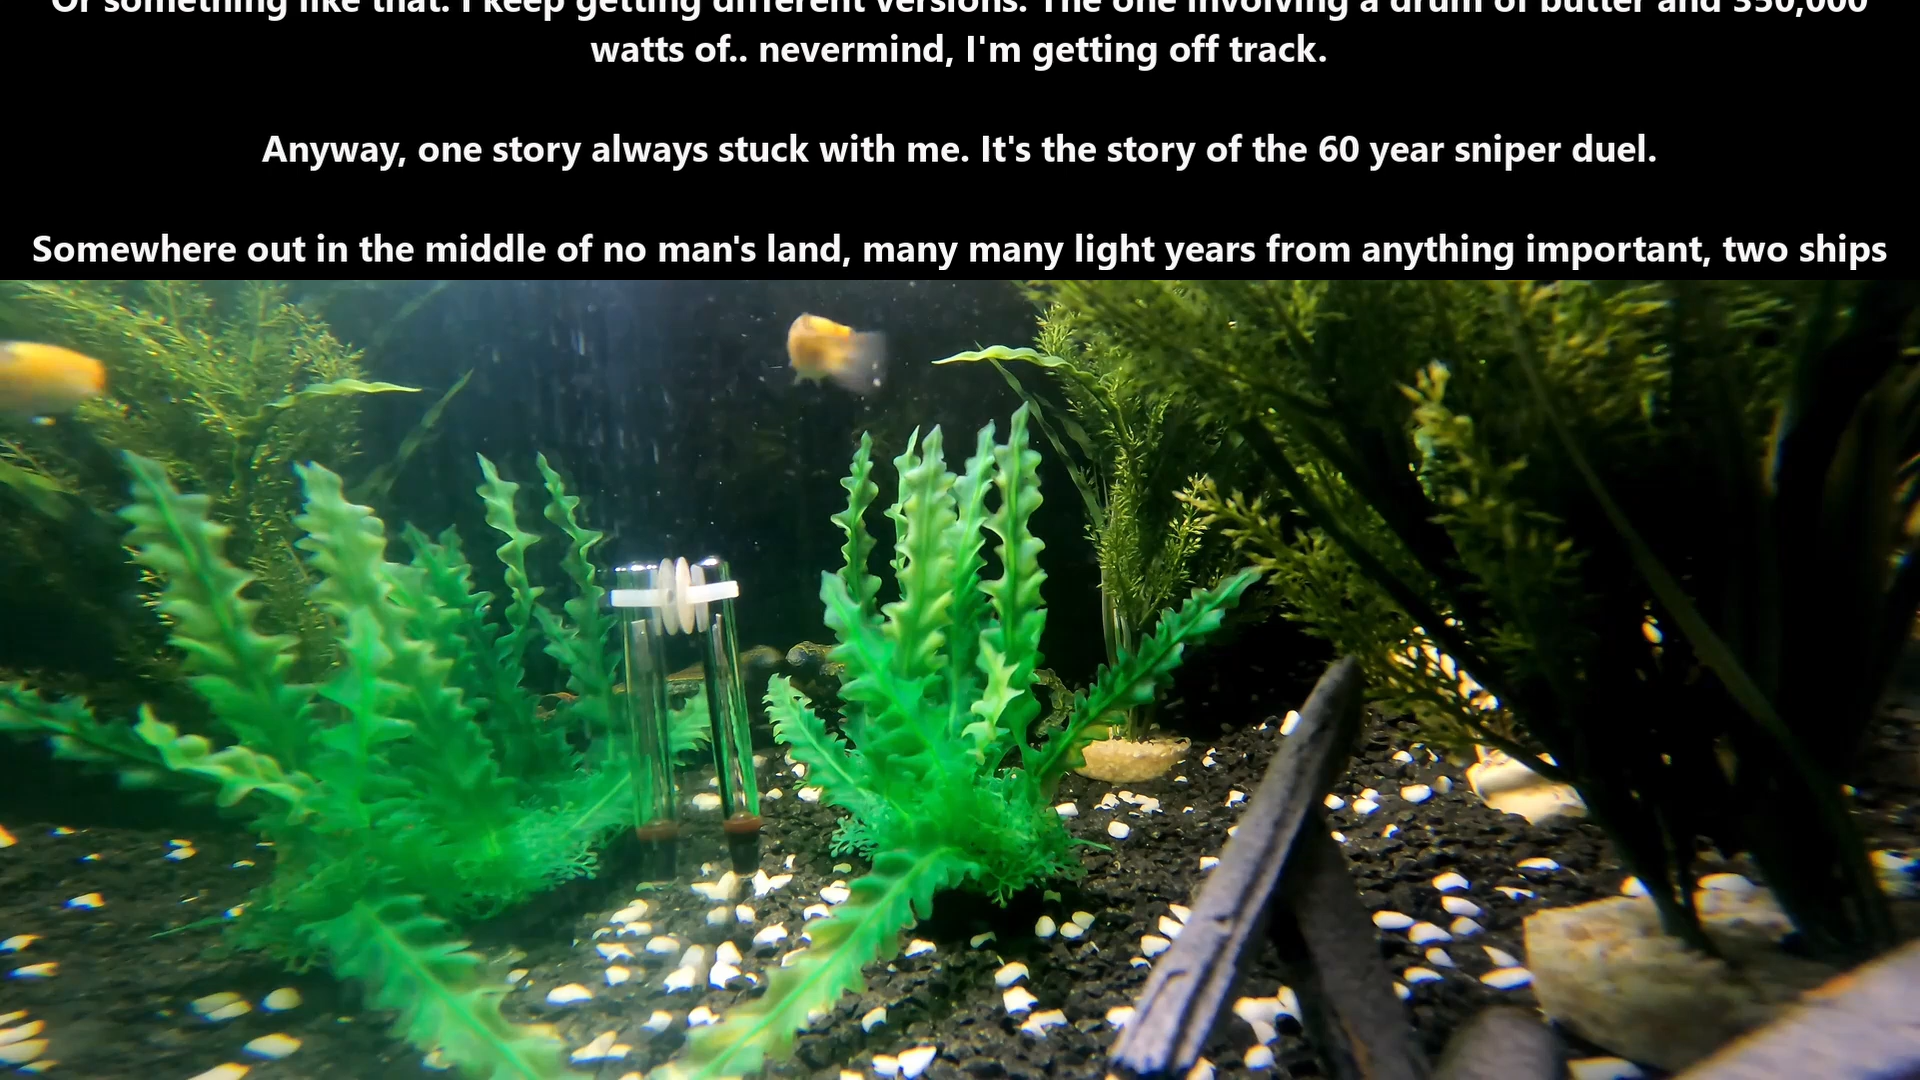 Or something like that. I keep getting different versions. The one involving a drum of butter and 350,000
watts of.. nevermind, I'm getting off track.
Anyway, one story always stuck with me. It's the story of the 60 year sniper duel.
Somewhere out in the middle of no man's land, many many light years from anything important, two ships